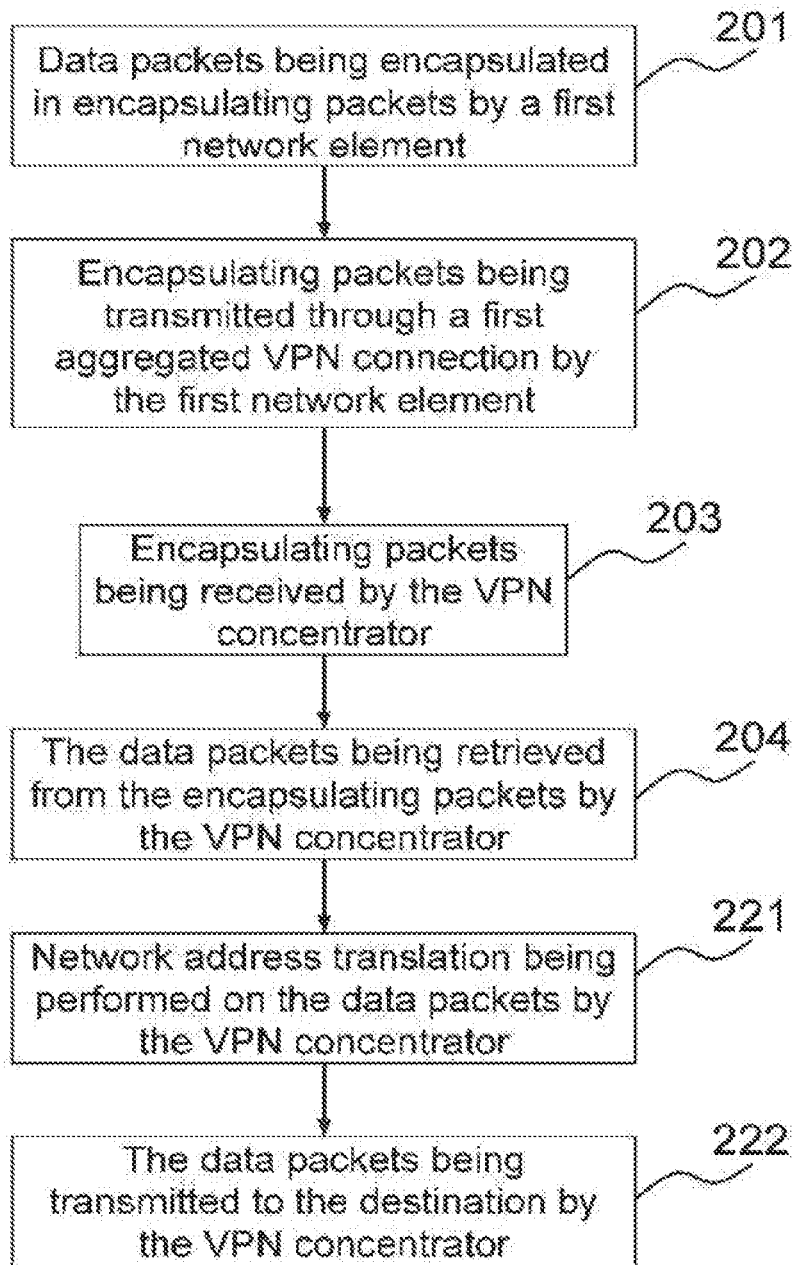 201
Data packets being encapsulated
in encapsulating packets by a first
network element
202
Encapsulating packets being
transmitted through a first
aggregated VPN connection by
the first network element
203
Encapsulating packets
being received by the VPN
concentrator
204
The data packets being retrieved
from the encapsulating packets by
the VPN concentrator
221
Network address translation being
performed on the data packets by
the VPN concentrator
222
The data packets being
transmitted to the destination by
the VPN concentrator